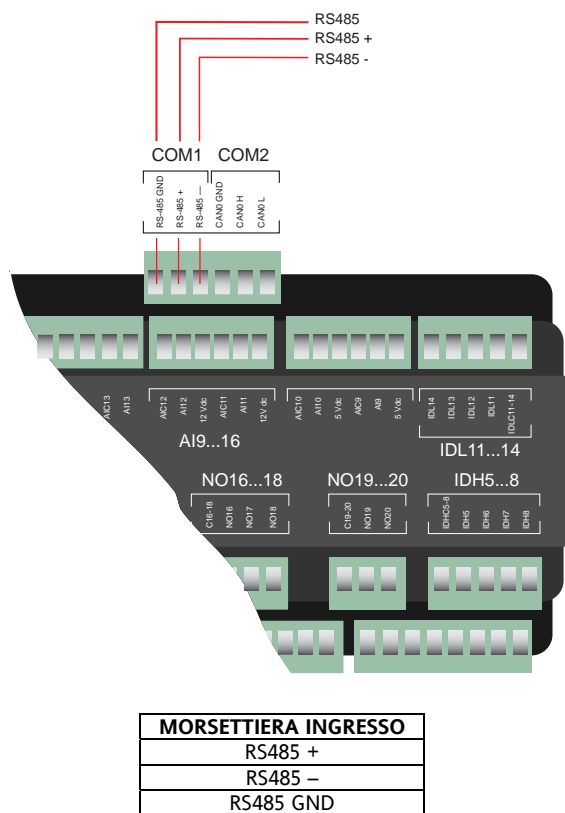 RS485
RS485 +
RS485 -
COM1 COM2
RS-485 GND
RS-485 +
RS-485 —
CAN0 GND
CAN0 H
CAN0 L
AIC13
AI13
AIC12
AI12
12 Vdc
AIC11
AI11
12V dc
AIC10
AI10
5 Vdc
AIC9
AI9
5 Vdc
IDL14
IDL13
IDL12
IDL11
IDLC11-14
AI9...16
IDL11...14
NO16...18 NO19...20 IDH5...8
C16-18
NO16
NO17
NO18
C19-20
NO19
NO20
IDHC5-8
IDH5
IDH6
IDH7
IDH8
MORSETTIERA INGRESSO
RS485 +
RS485 –
RS485 GND